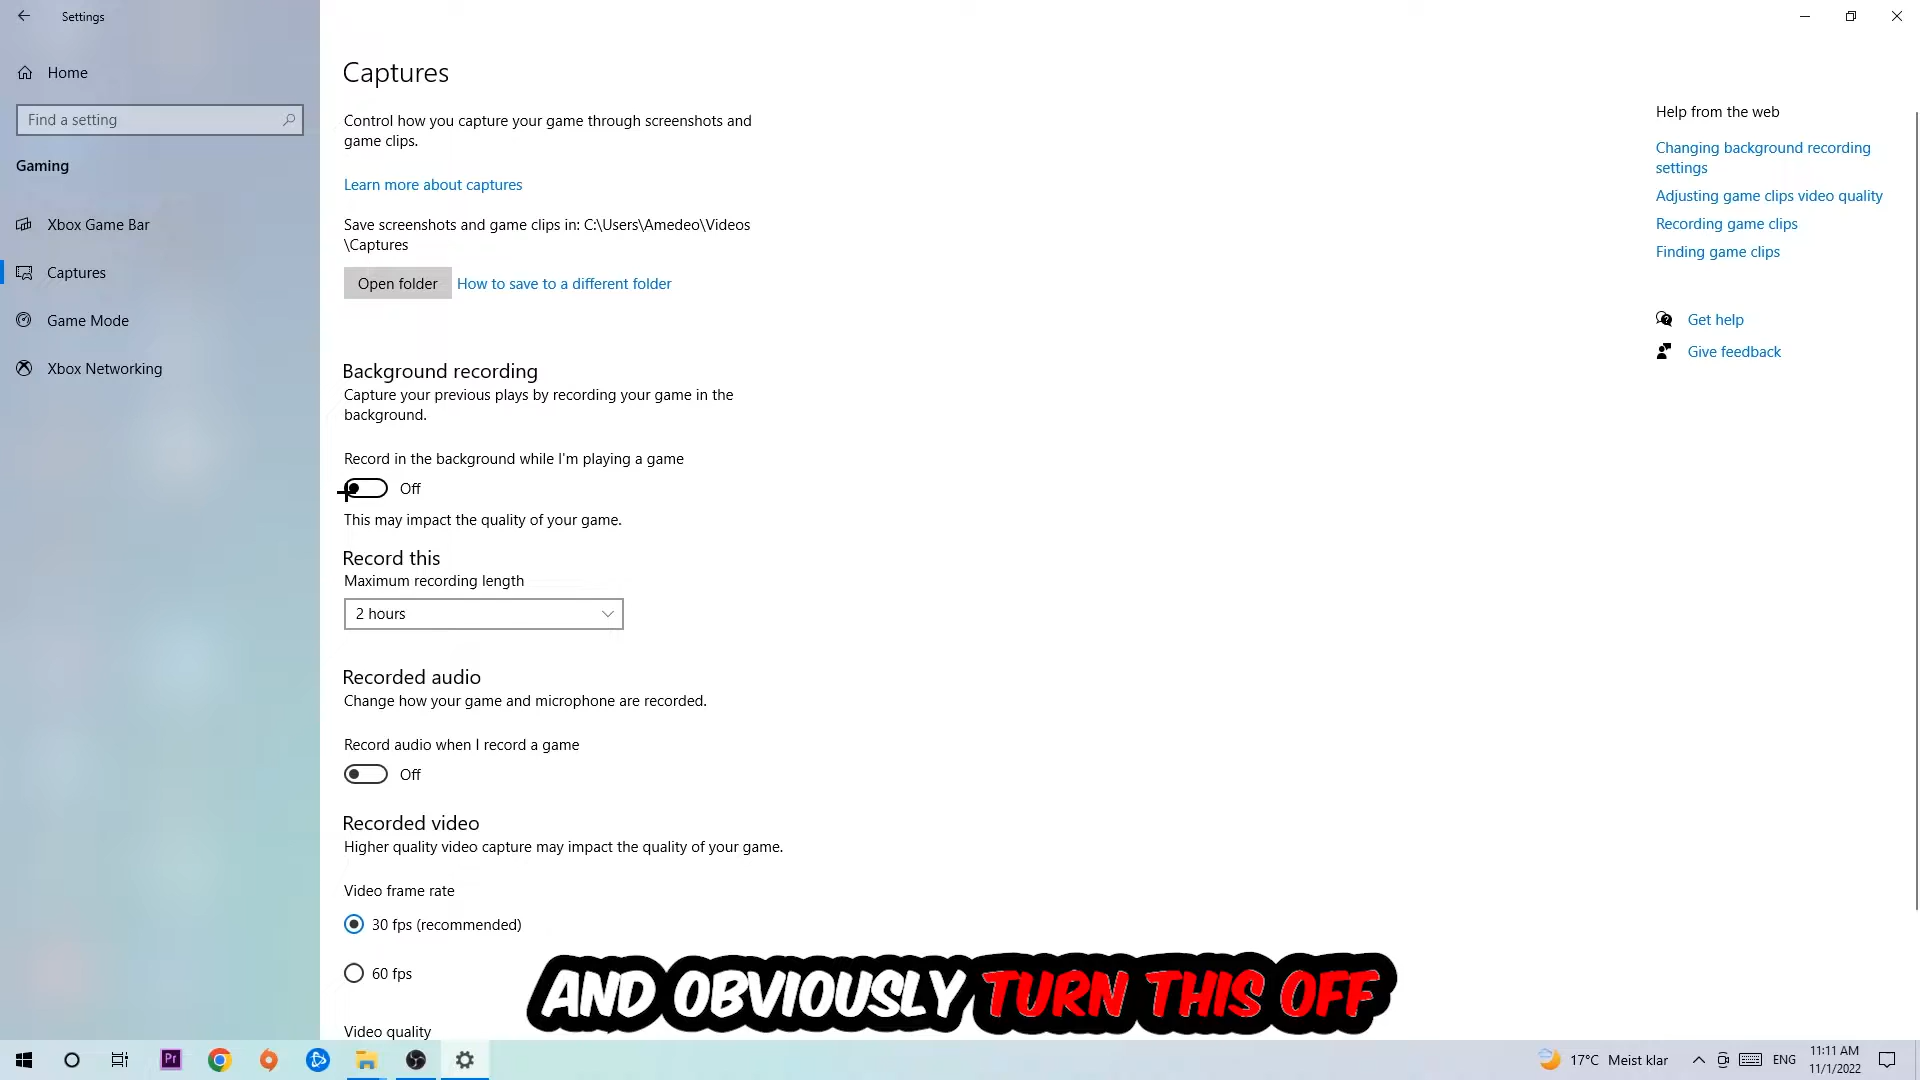 Settings
Home
Find a setting
Gaming
Xbox Game Bar
Captures
Game Mode
Xbox Networking
Captures
Control how you capture your game through screenshots and
game clips.
Learn more about captures
Save screenshots and game clips in: C:\Users\Amedeo\Videos
\Captures
Open folder
How to save to a different folder
Background recording
Capture your previous plays by recording your game in the
background.
Record in the background while I'm playing a game
Off
This may impact the quality of your game.
Record this
Maximum recording length
2 hours
Recorded audio
Change how your game and microphone are recorded.
Record audio when I record a game
Off
Recorded video
Higher quality video capture may impact the quality of your game.
Video frame rate
30 fps (recommended)
60 fps
Video quality
Help from the web
Changing background recording
settings
Adjusting game clips video quality
Recording game clips
Finding game clips
Get help
Give feedback
AND OBVIOUSLY TURN THIS OFF
Pr
17°C Meist klar
ENG
11:11 AM
11/1/2022